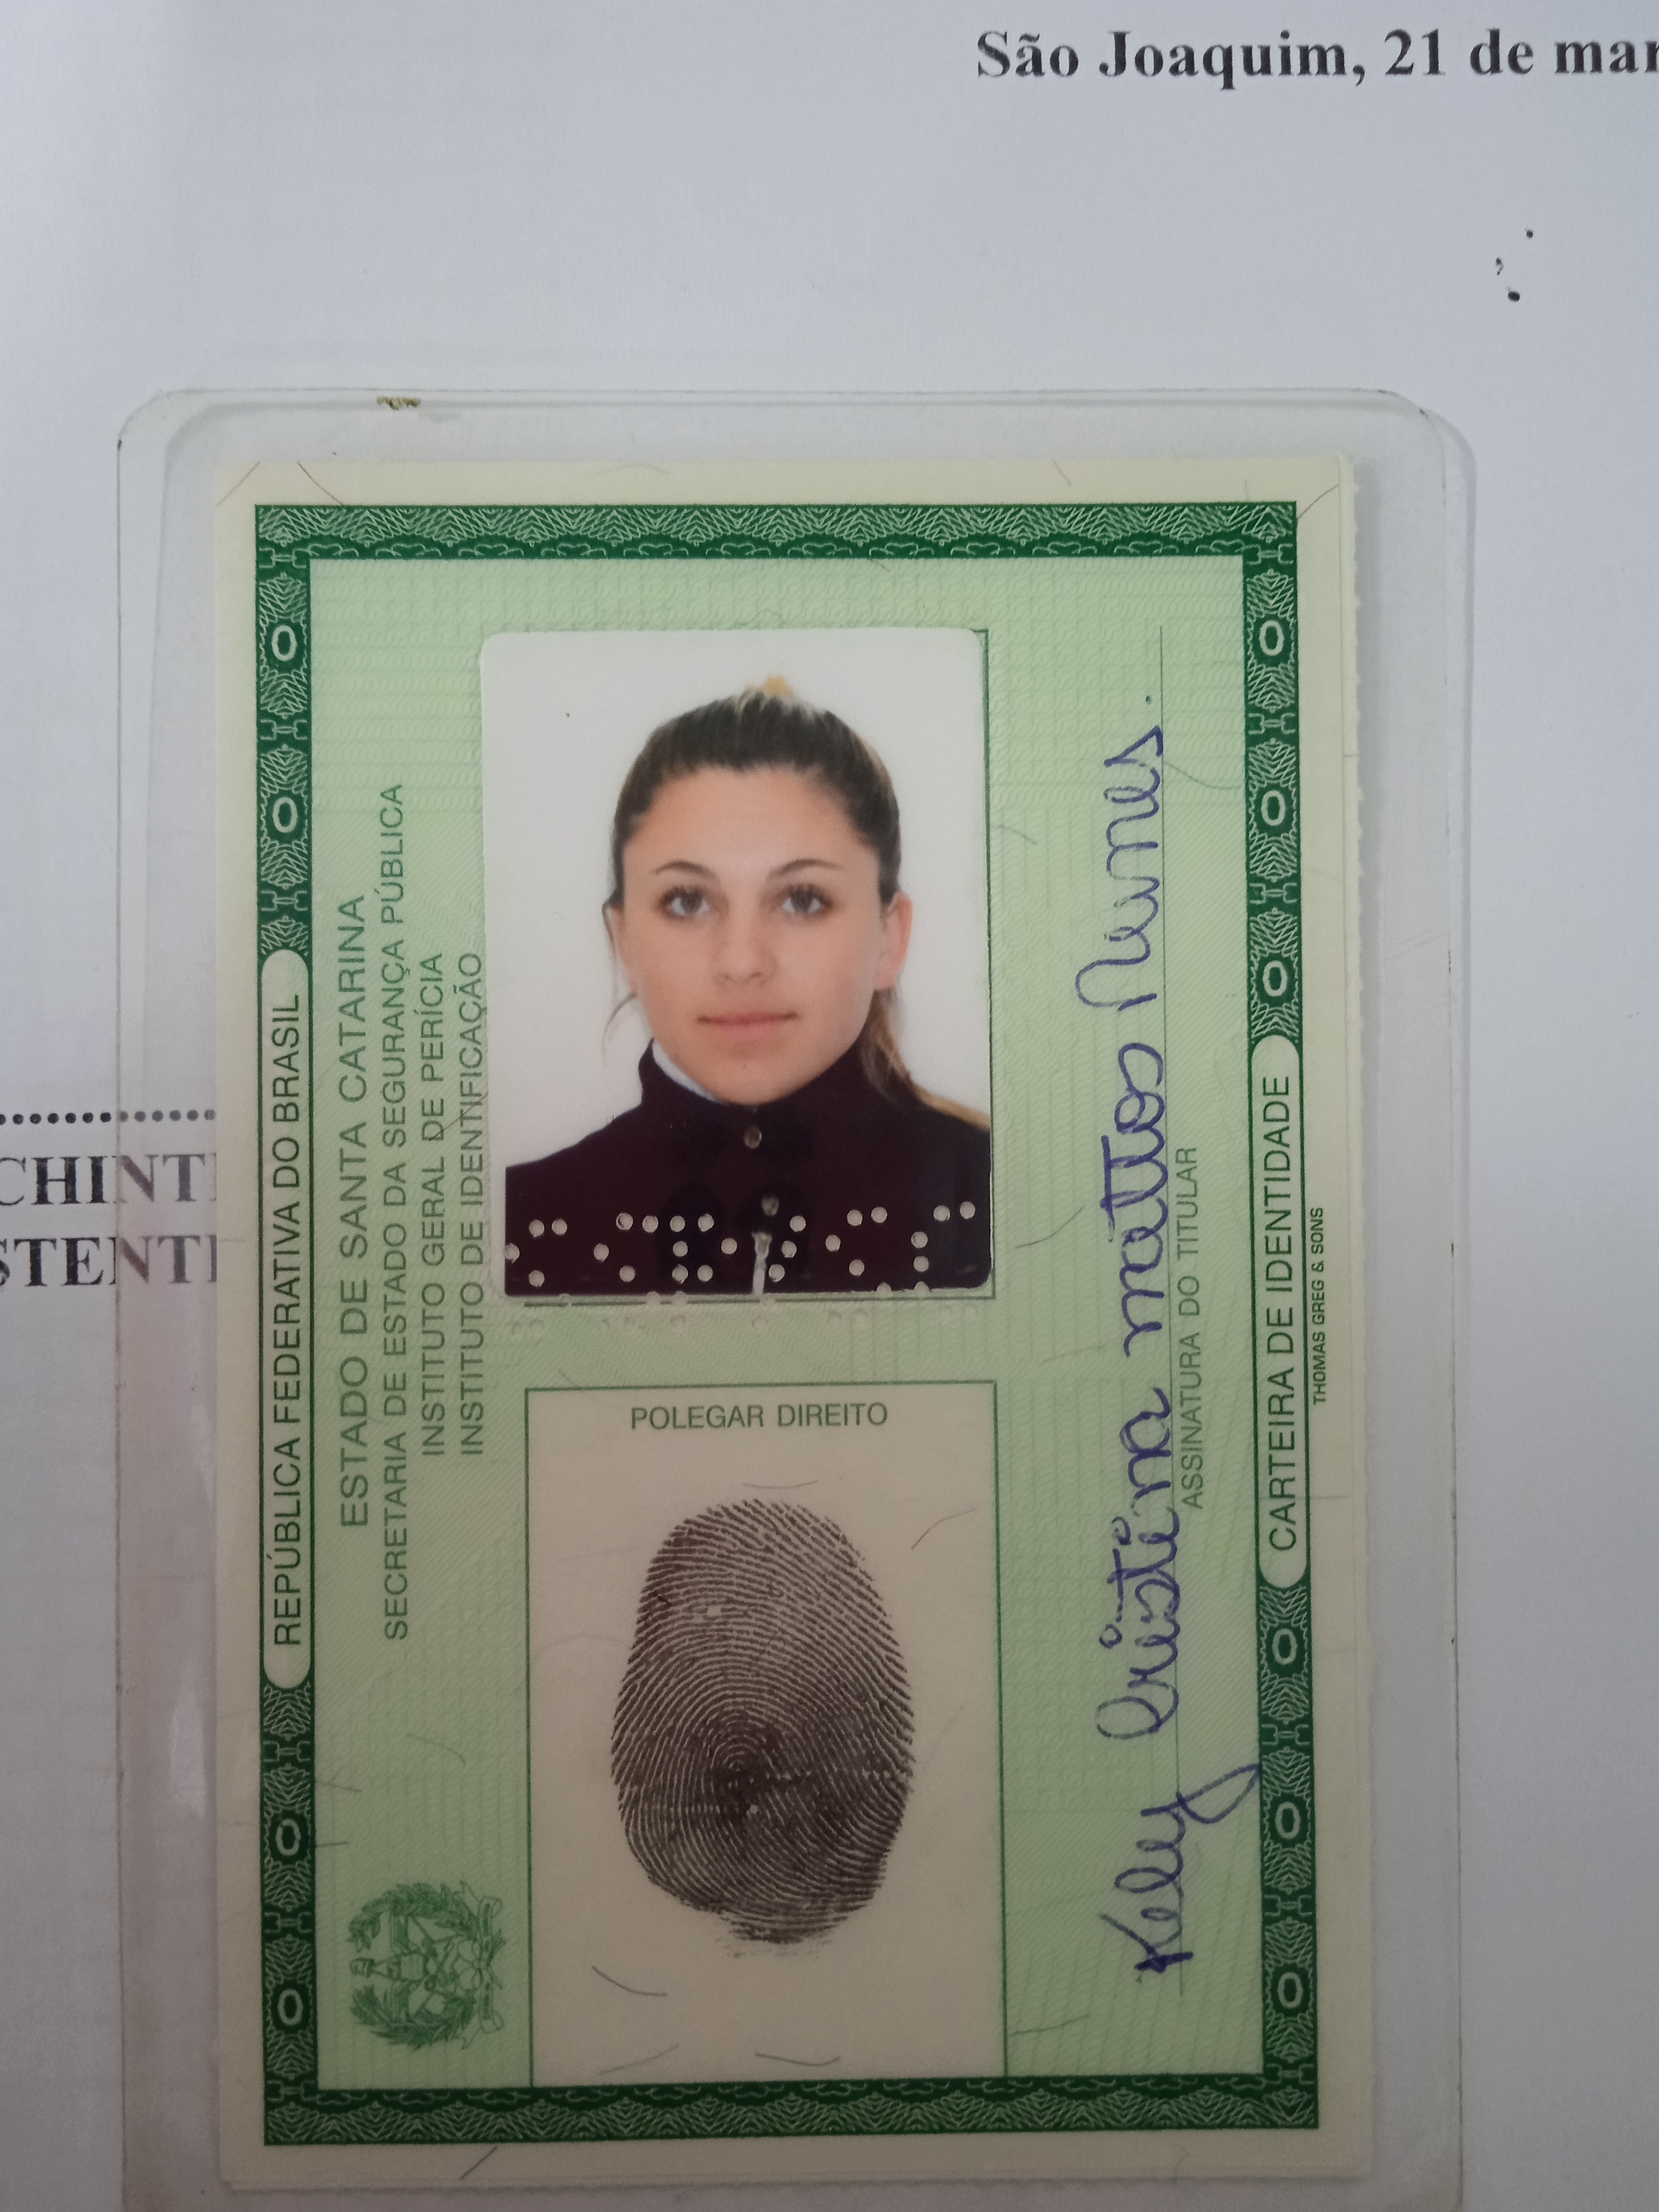 São Joaquim, 21 de mar
CHINT
STENT
REPÚBLICA FEDERATIVA DO BRASIL
ESTADO DE SANTA CATARINA
SECRETARIA DE ESTADO DA SEGURANÇA PÚBLICA
INSTITUTO GERAL DE PERÍCIA
INSTITUTO DE IDENTIFICAÇÃO
POLEGAR DIREITO
Kelly Cristina mattos Nunes.
ASSINATURA DO TITULAR
CARTEIRA DE IDENTIDADE
THOMAS GREG & SONS